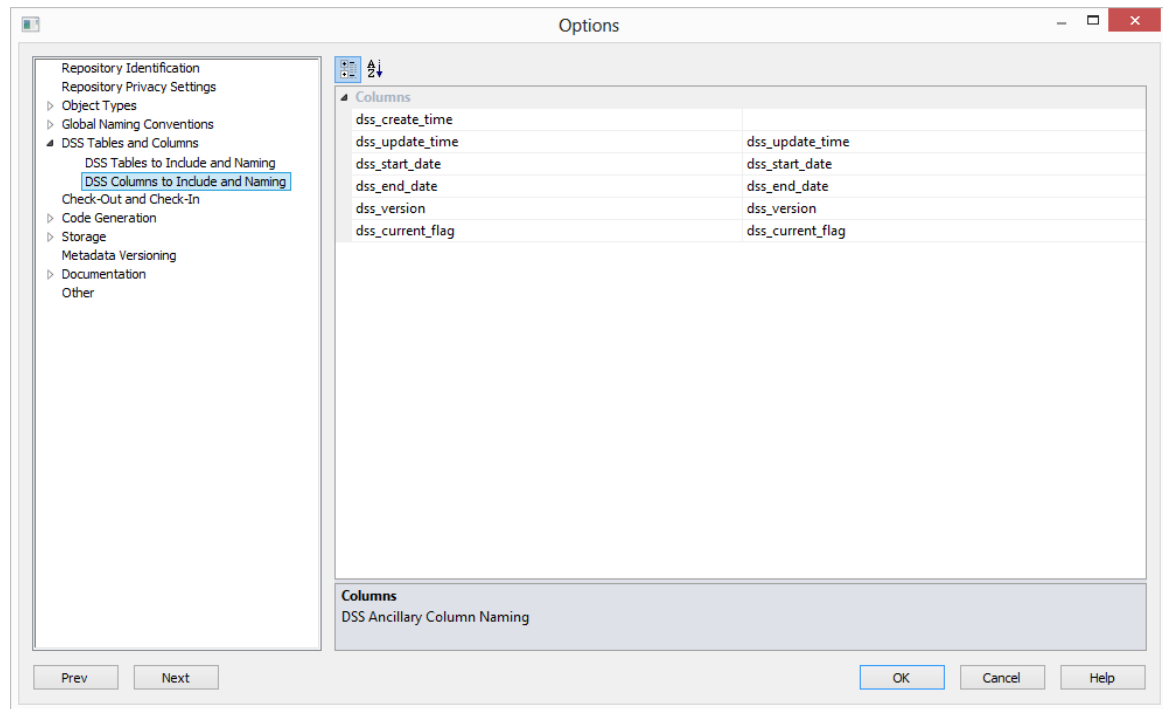 Options
Repository Identification
Repository Privacy Settings
Object Types
Global Naming Conventions
DSS Tables and Columns
DSS Tables to Include and Naming
DSS Columns to Include and Naming
Check-Out and Check-In
Code Generation
Storage
Metadata Versioning
Documentation
Other
Columns
dss_create_time
dss_update_time dss_update_time
dss_start_date dss_start_date
dss_end_date dss_end_date
dss_version dss_version
dss_current_flag dss_current_flag
Columns
DSS Ancillary Column Naming
Prev Next OK Cancel Help